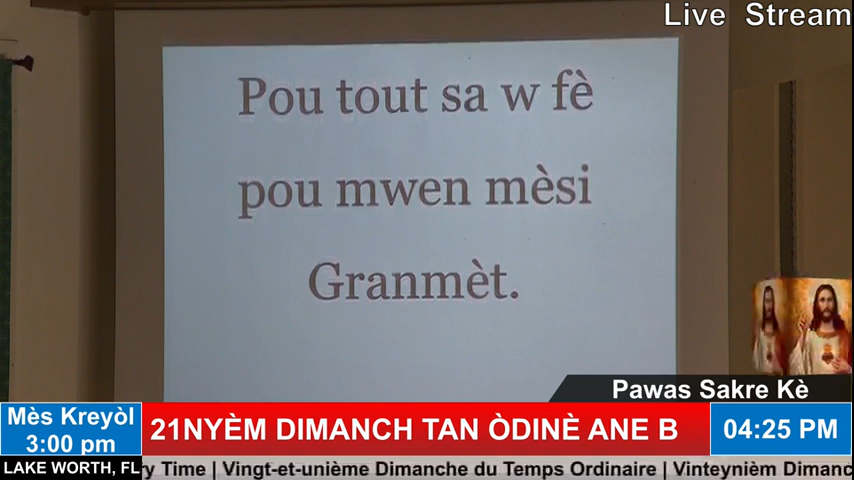 Live Stream
Pou tout sa w fè
pou mwen mèsi
Granmèt.
Pawas Sakre Kè
Mès Kreyòl
3:00 pm
21NYÈM DIMANCH TAN ÒDINÈ ANE B
04:25 PM
LAKE WORTH, FL
ry Time | Vingt-et-unième Dimanche du Temps Ordinaire | Vinteynièm Dimanc